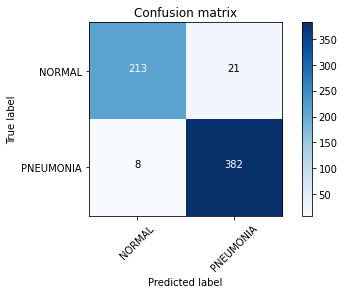 Confusion matrix
True label
NORMAL
213
21
PNEUMONIA
8
382
NORMAL
PNEUMONIA
Predicted label
350
300
250
200
150
100
50